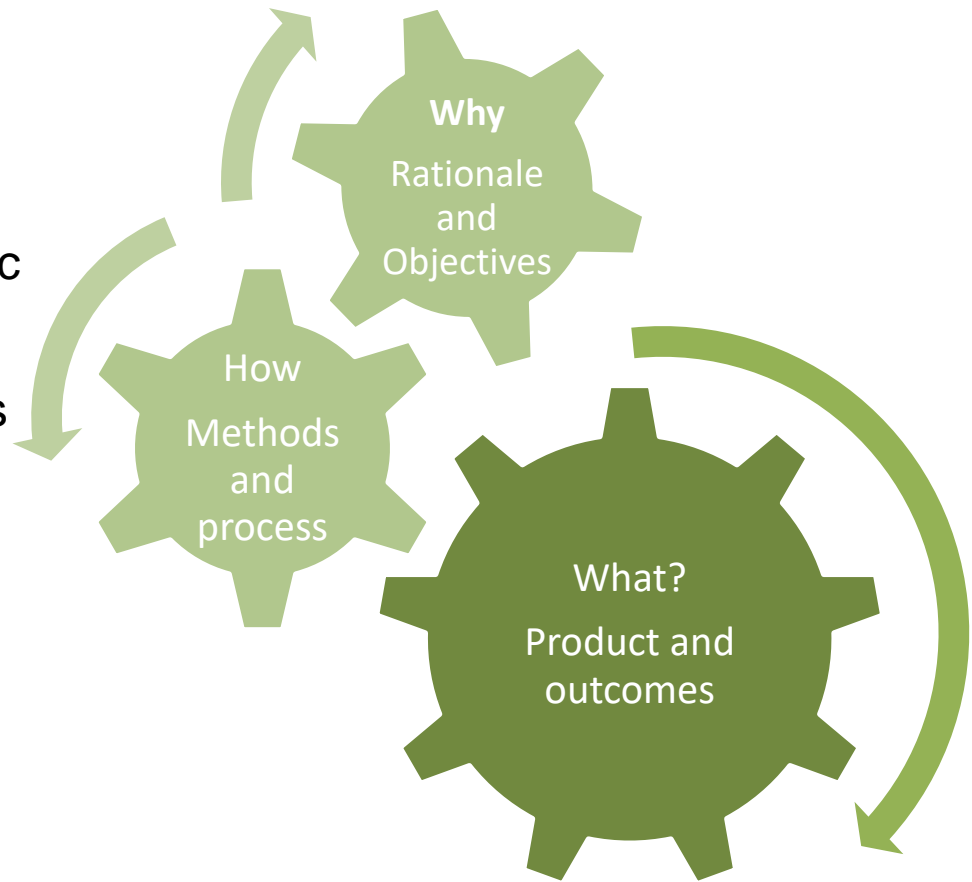 Why
Rationale
and
Objectives
c
How
s
Methods
and
process
What?
Product and
outcomes